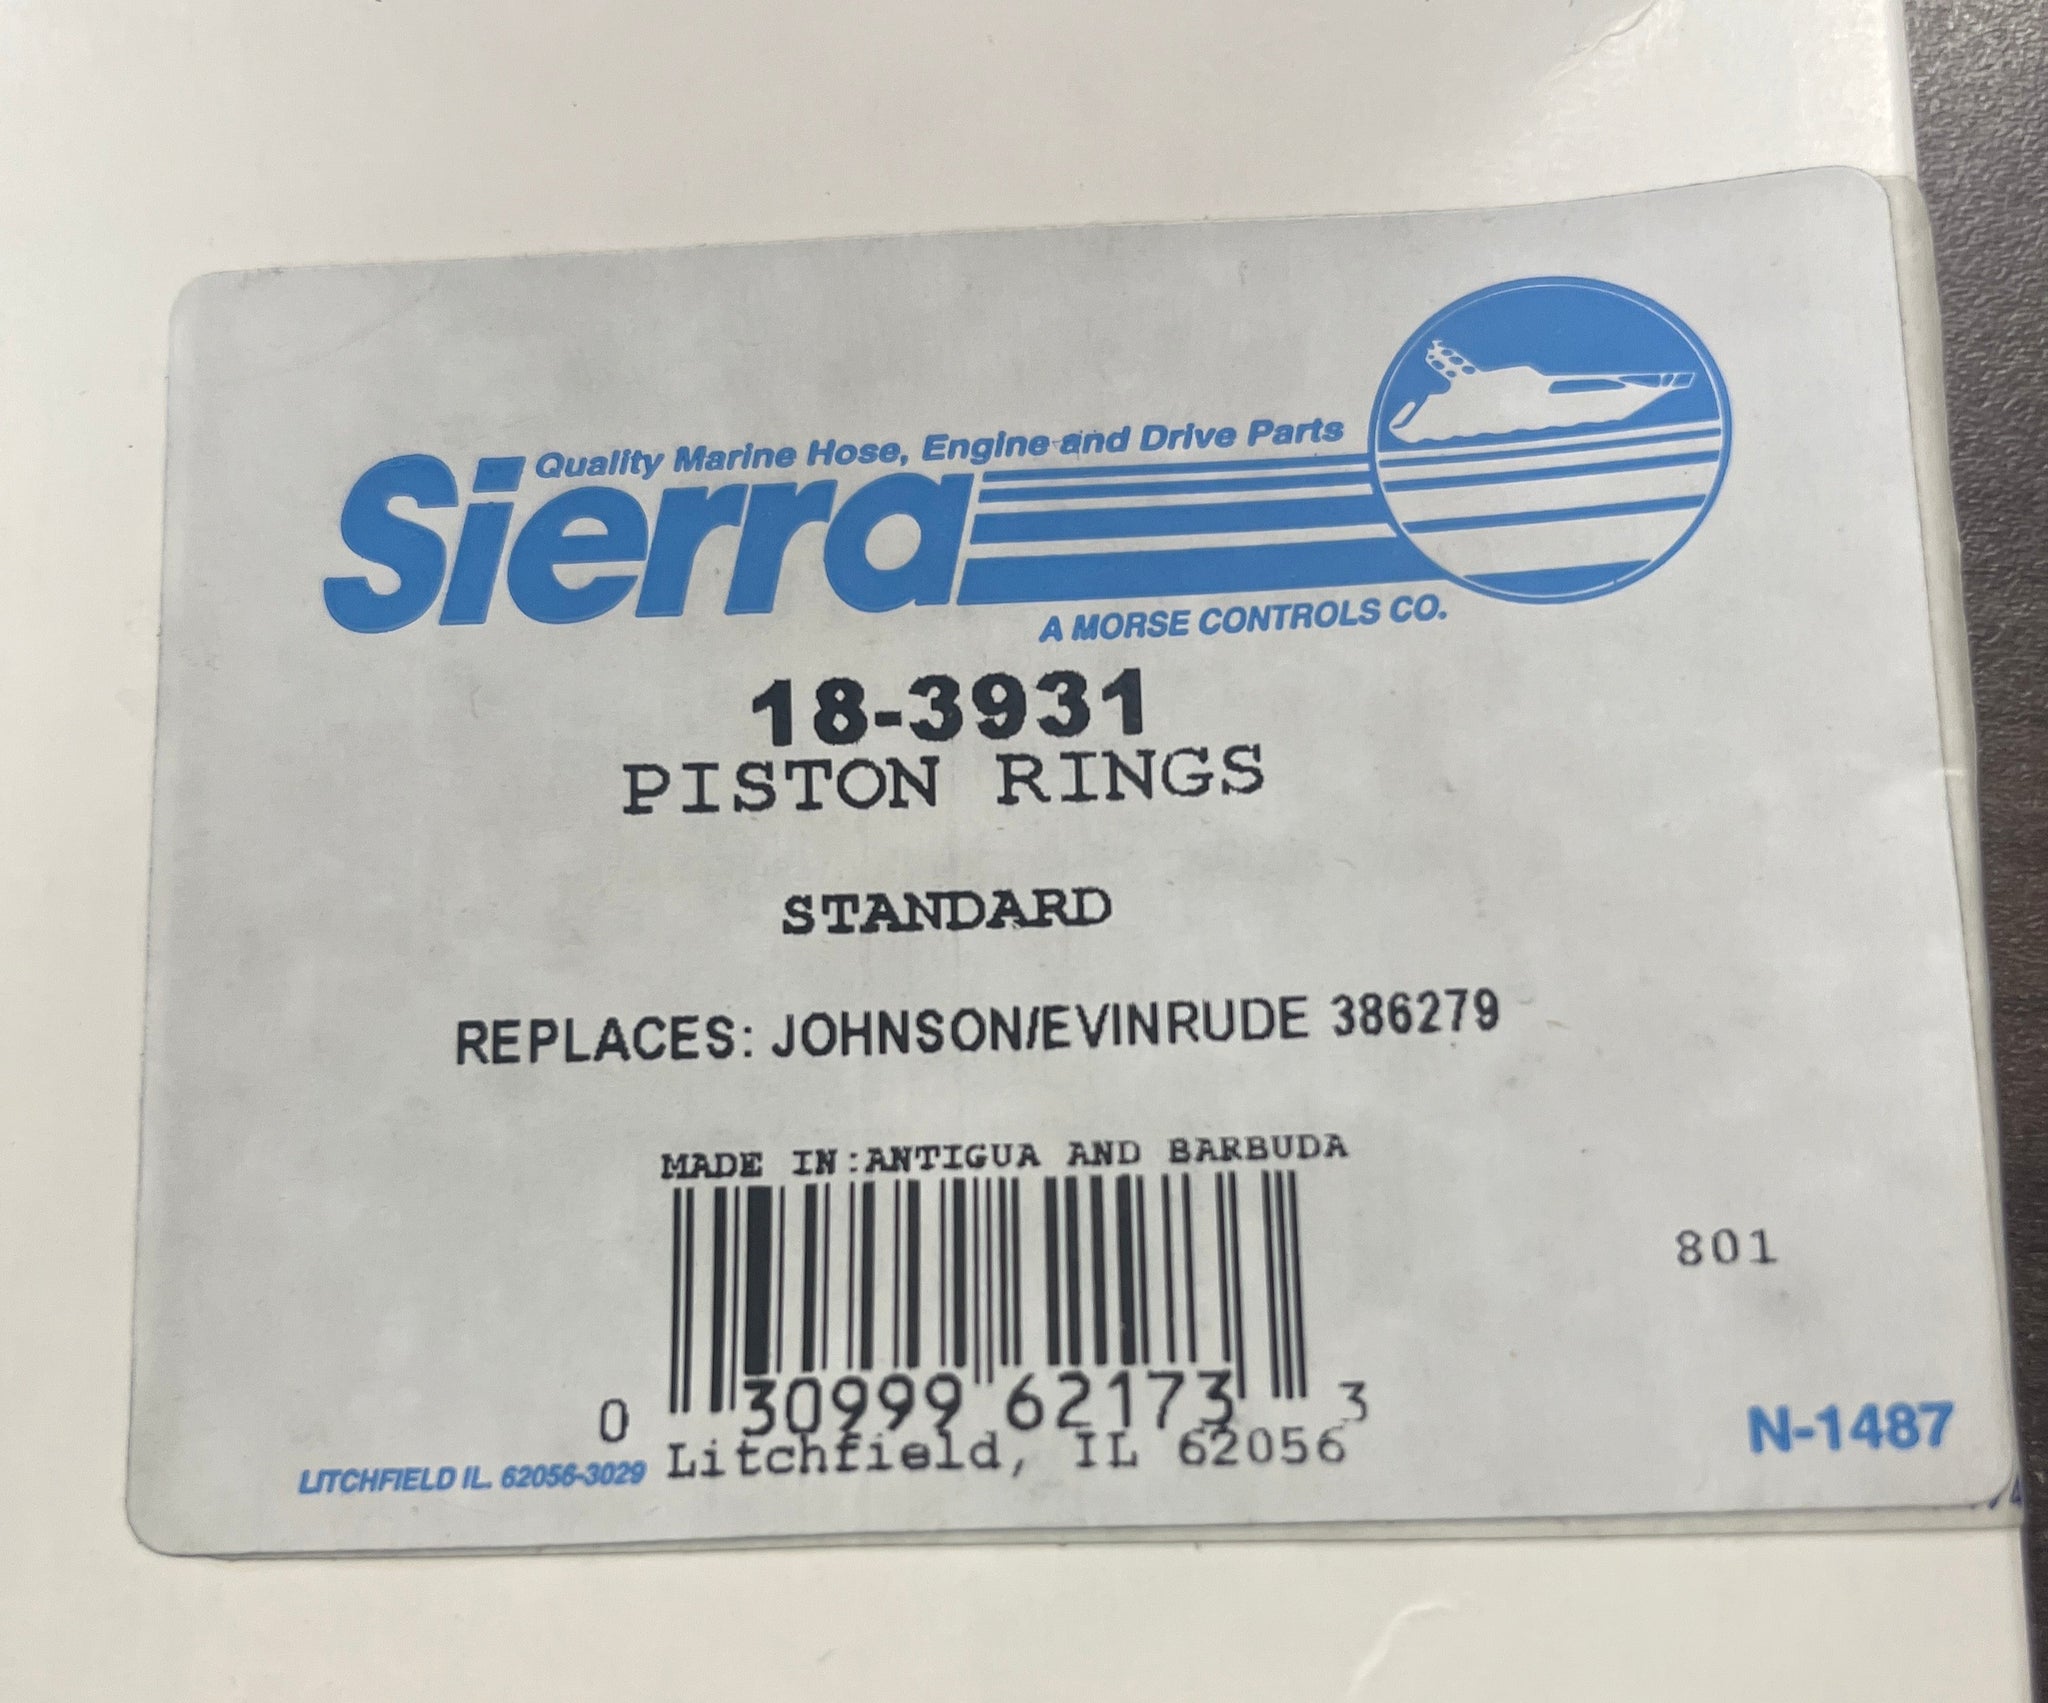 Quality Marine Hose, Engine and Drive Parts
Sierra
A MORSE CONTROLS CO.
18-3931
PISTON RINGS
STANDARD
REPLACES: JOHNSON/EVINRUDE 386279
MADE IN:ANTIGUA AND BARBUDA
801
0 30999 62173 3
N-1487
LITCHFIELD IL. 62056-3029
Litchfield, IL 62056